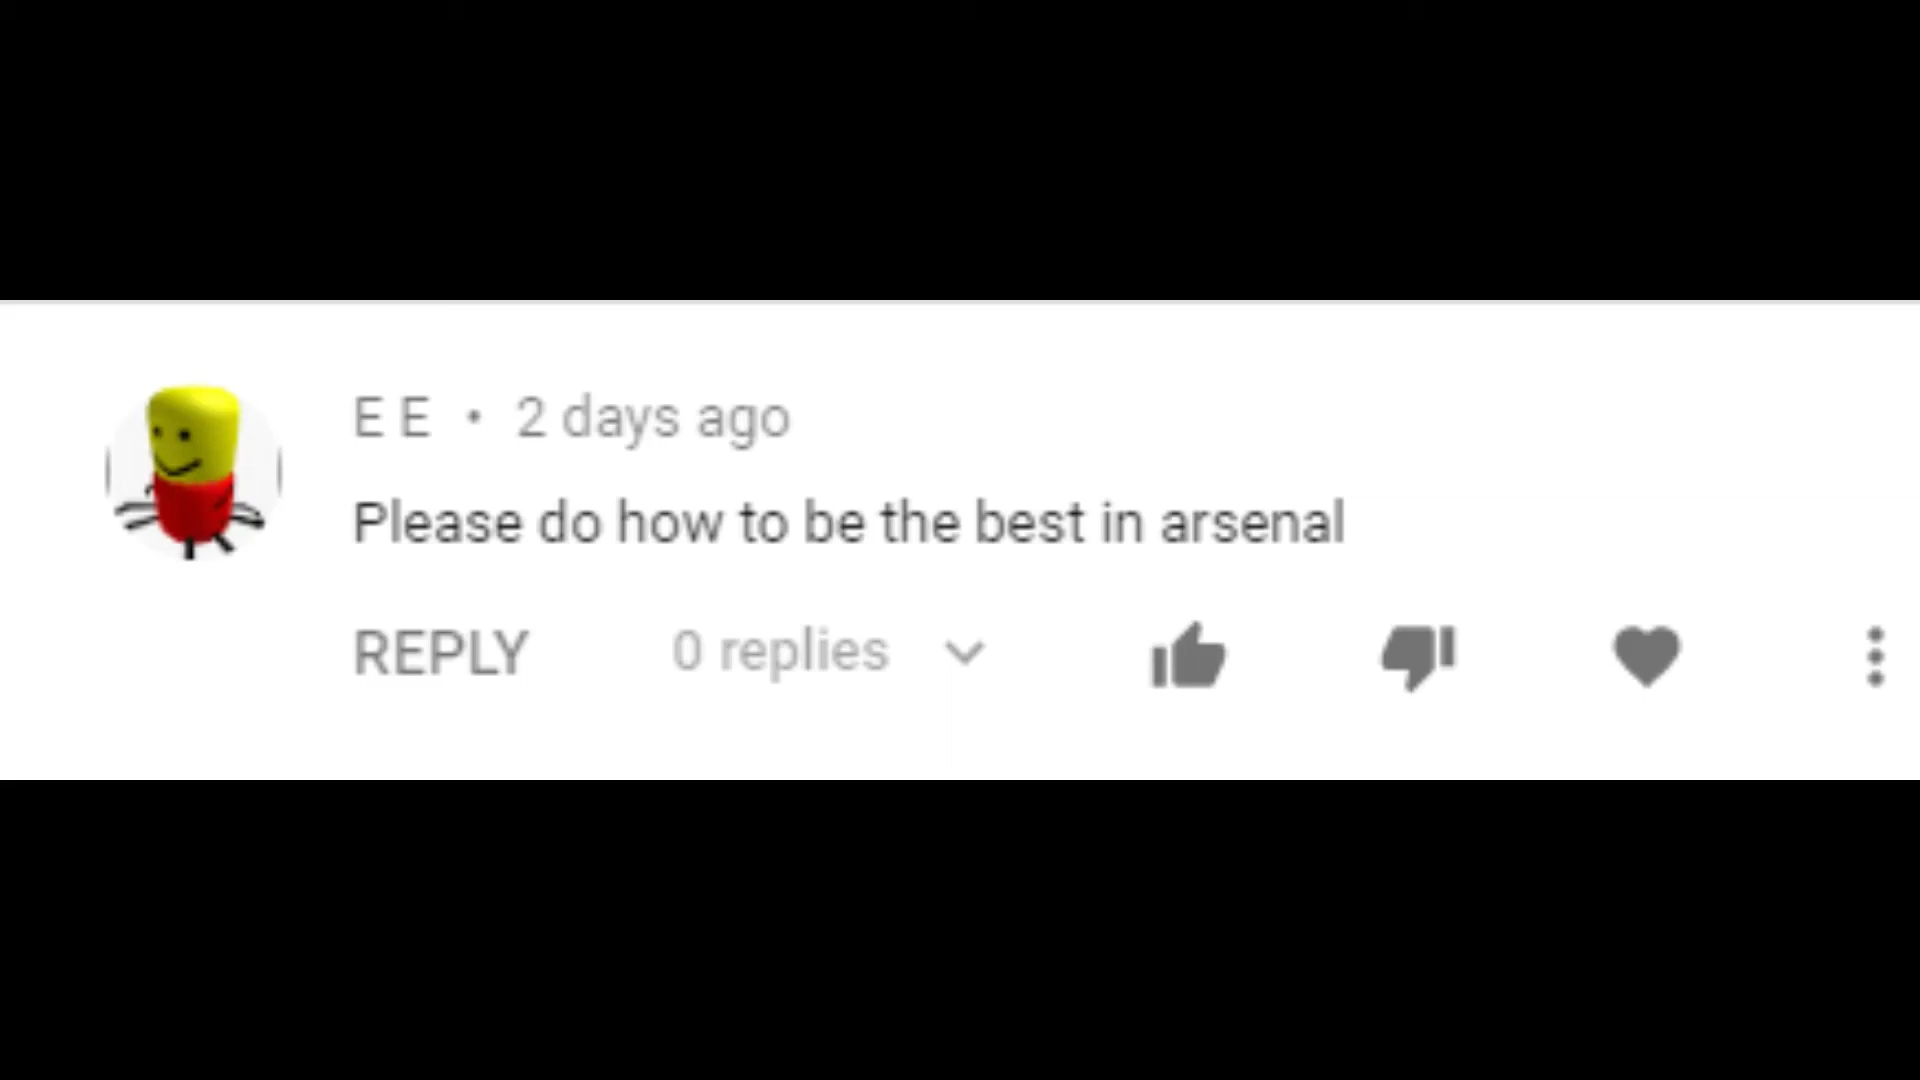 E E • 2 days ago
Please do how to be the best in arsenal
REPLY 0 replies